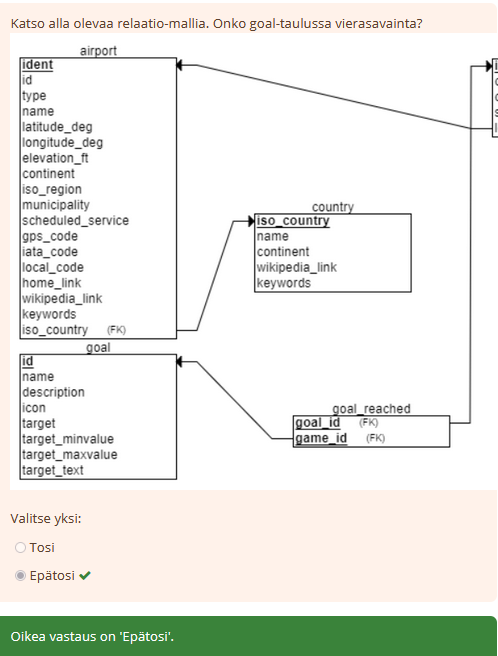 Katso alla olevaa relaatio-mallia. Onko goal-taulussa vierasavainta?
airport
ident
id
type
name
latitude_deg
longitude_deg
elevation_ft
continent
iso_region
municipality
scheduled_service
gps_code
iata_code
local_code
home_link
wikipedia_link
keywords
iso_country (FK)
country
iso_country
name
continent
wikipedia_link
keywords
goal
id
name
description
icon
target
target_minvalue
target_maxvalue
target_text
goal_reached
goal_id (FK)
game_id (FK)
Valitse yksi:
Tosi
Epätosi
Oikea vastaus on 'Epätosi'.